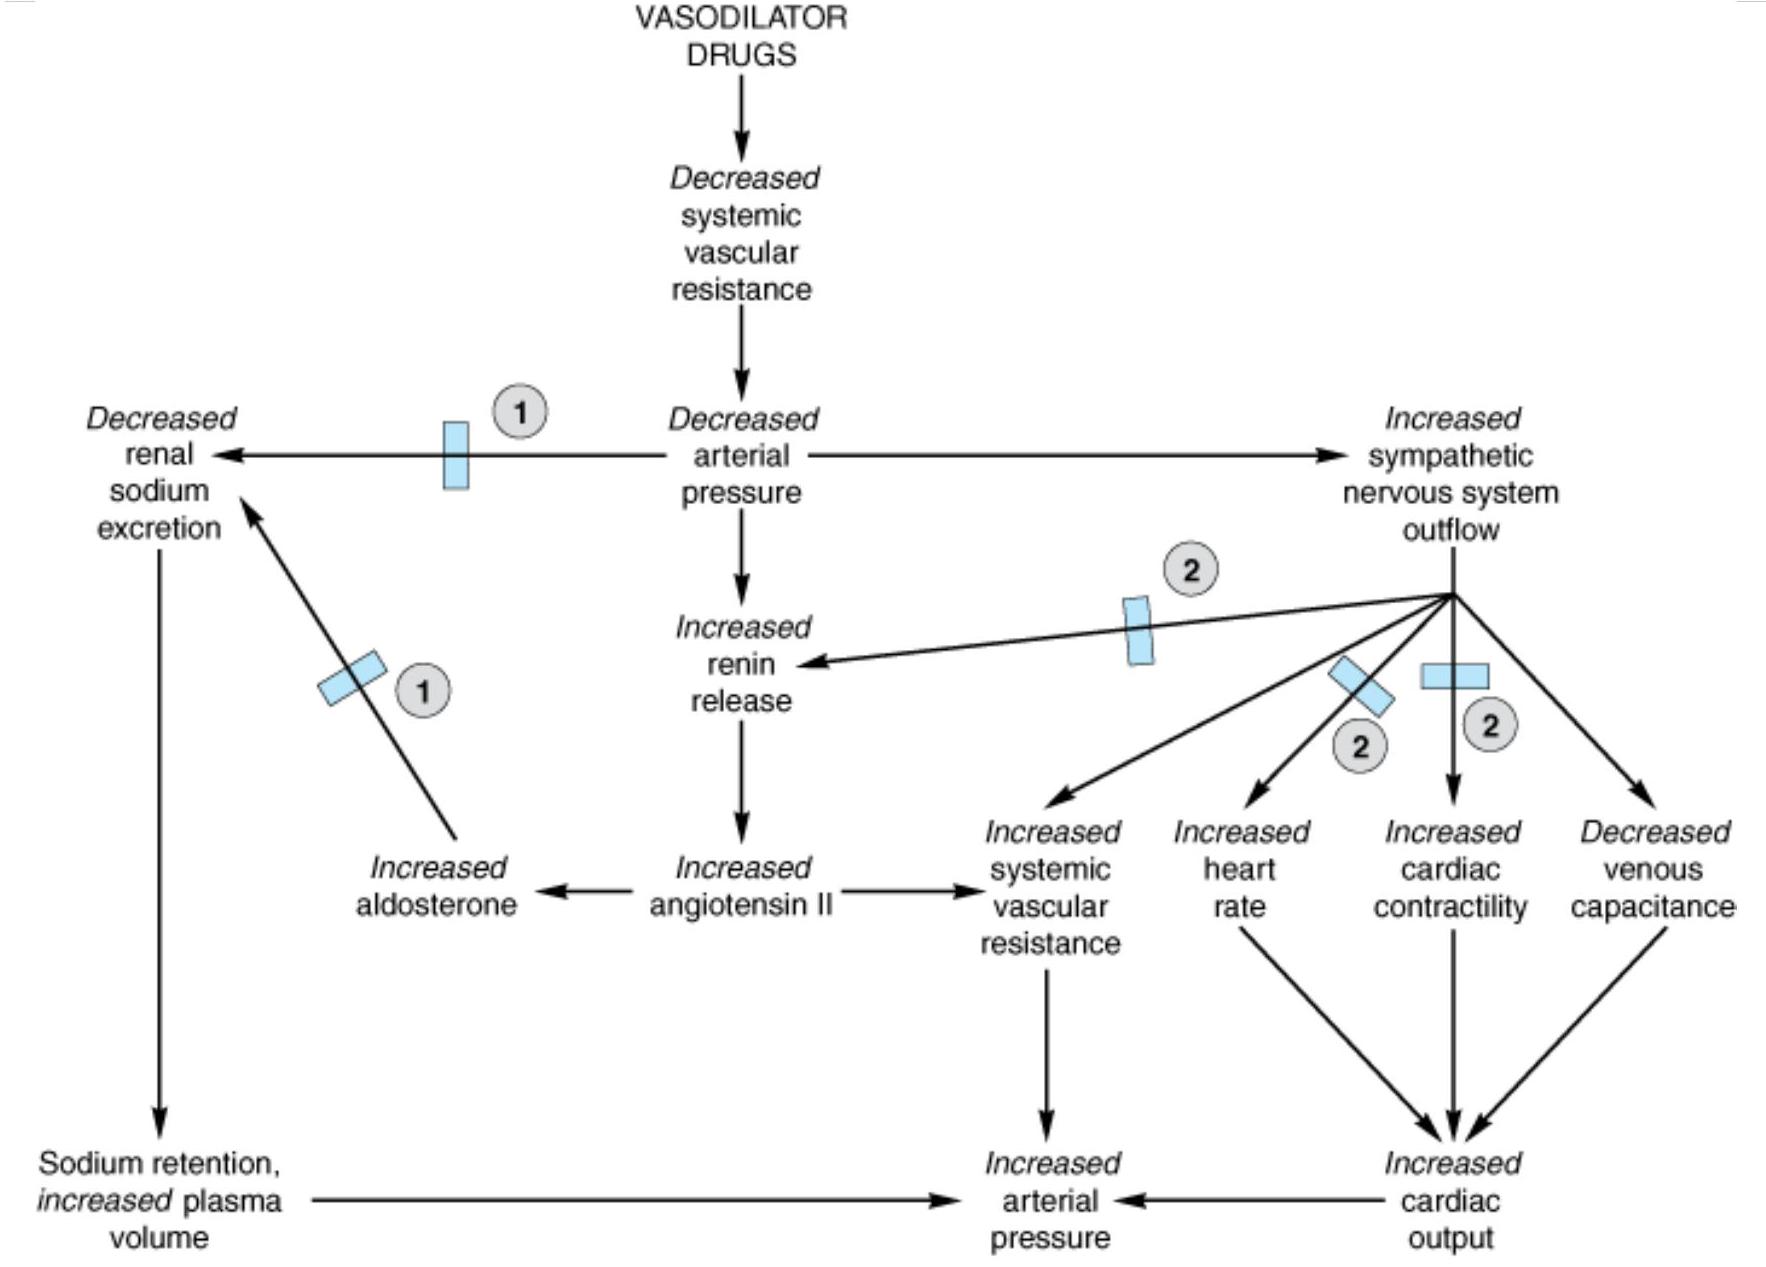 VASODILATOR
DRUGS
Decreased
systemic
vascular
resistance
Decreased
renal
sodium
excretion
1
Decreased
arterial
pressure
Increased
sympathetic
nervous system
outflow
2
Increased
renin
release
1
2
2
Increased
aldosterone
Increased
angiotensin II
Increased
systemic
vascular
resistance
Increased
heart
rate
Increased
cardiac
contractility
Decreased
venous
capacitance
Sodium retention,
increased plasma
volume
Increased
arterial
pressure
Increased
cardiac
output